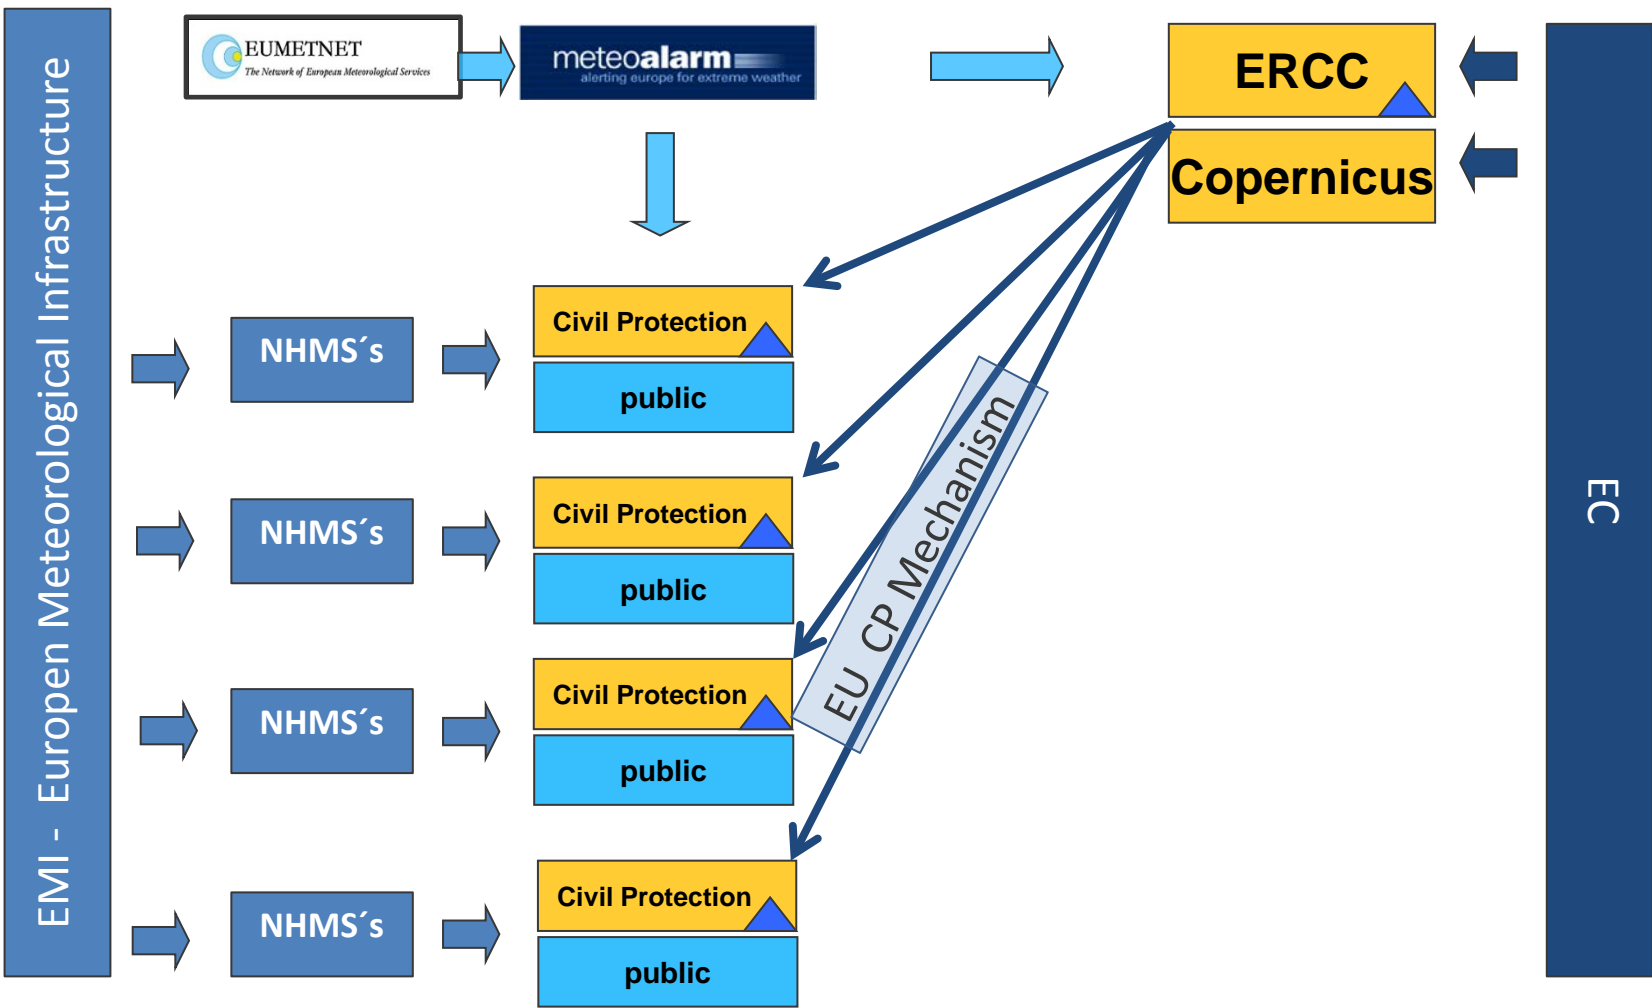 EMI - Europen Meteorological Infrastructure
EUMETNET
The Network of European Meteorological Services
meteoalarm
alerting europe for extreme weather
ERCC
Copernicus
EC
NHMS´s
Civil Protection
public
NHMS´s
Civil Protection
public
EU CP Mechanism
NHMS´s
Civil Protection
public
NHMS´s
Civil Protection
public